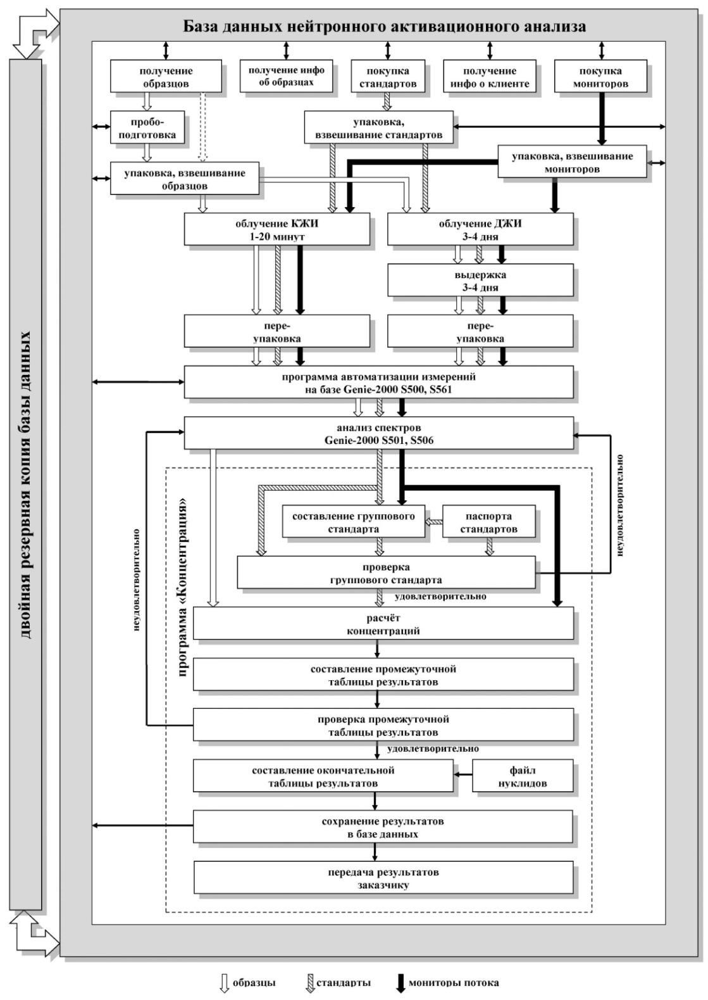 База данных нейтронного активационного анализа
получение
образцов
получение инфо
об образцах
покупка
стандартов
получение
инфо о клиенте
покупка
мониторов
пробо-
подготовка
упаковка,
взвешивание стандартов
упаковка, взвешивание
мониторов
упаковка, взвешивание
образцов
облучение КЖИ
1-20 минут
облучение ДЖИ
3-4 дня
выдержка
3-4 дня
пере-
упаковка
пере-
упаковка
программа автоматизации измерений
на базе Genie-2000 S500, S561
анализ спектров
Genie-2000 S501, S506
двойная резервная копия базы данных
неудовлетворительно
программа «Концентрация»
неудовлетворительно
составление группового
стандарта
паспорта
стандартов
проверка
группового стандарта
удовлетворительно
расчёт
концентраций
составление промежуточной
таблицы результатов
проверка промежуточной
таблицы результатов
удовлетворительно
составление окончательной
таблицы результатов
файл
нуклидов
сохранение результатов
в базе данных
передача результатов
заказчику
образцы
стандарты
мониторы потока